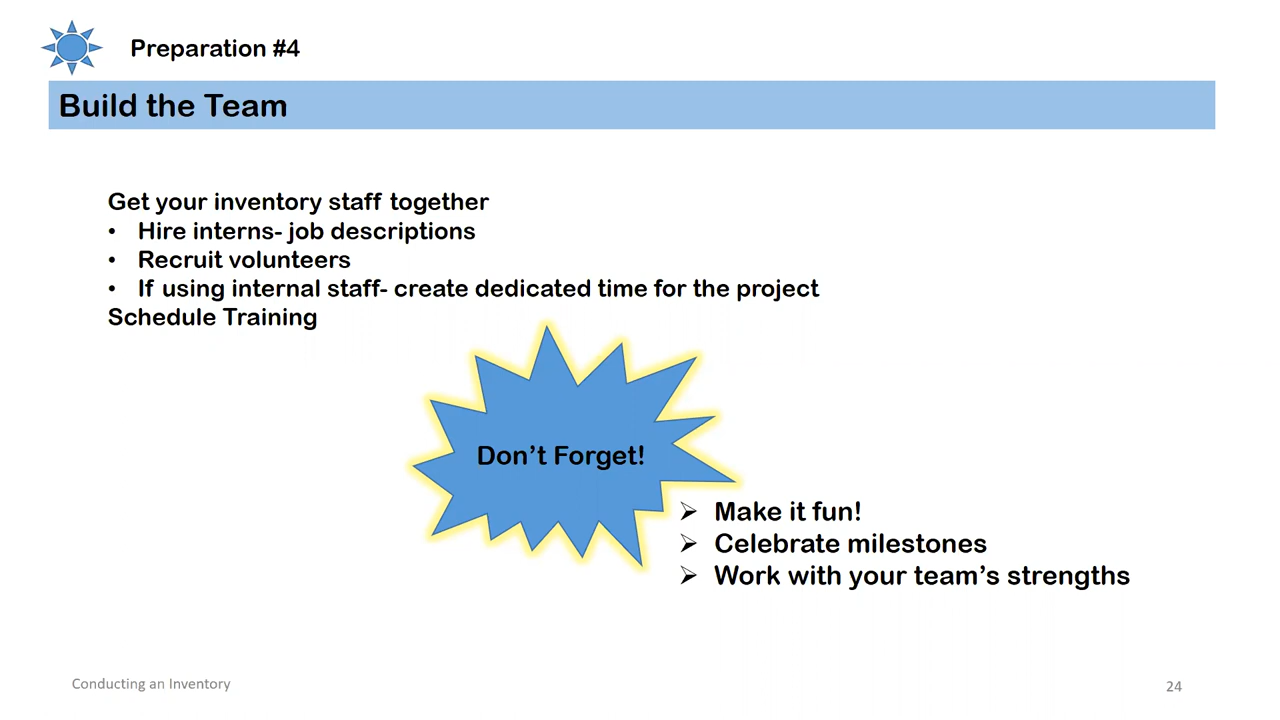 Preparation #4
Build the Team
Get your inventory staff together
• Hire interns- job descriptions
• Recruit volunteers
• If using internal staff- create dedicated time for the project
Schedule Training
Don’t Forget!
➢ Make it fun!
➢ Celebrate milestones
➢ Work with your team’s strengths
Conducting an Inventory
24